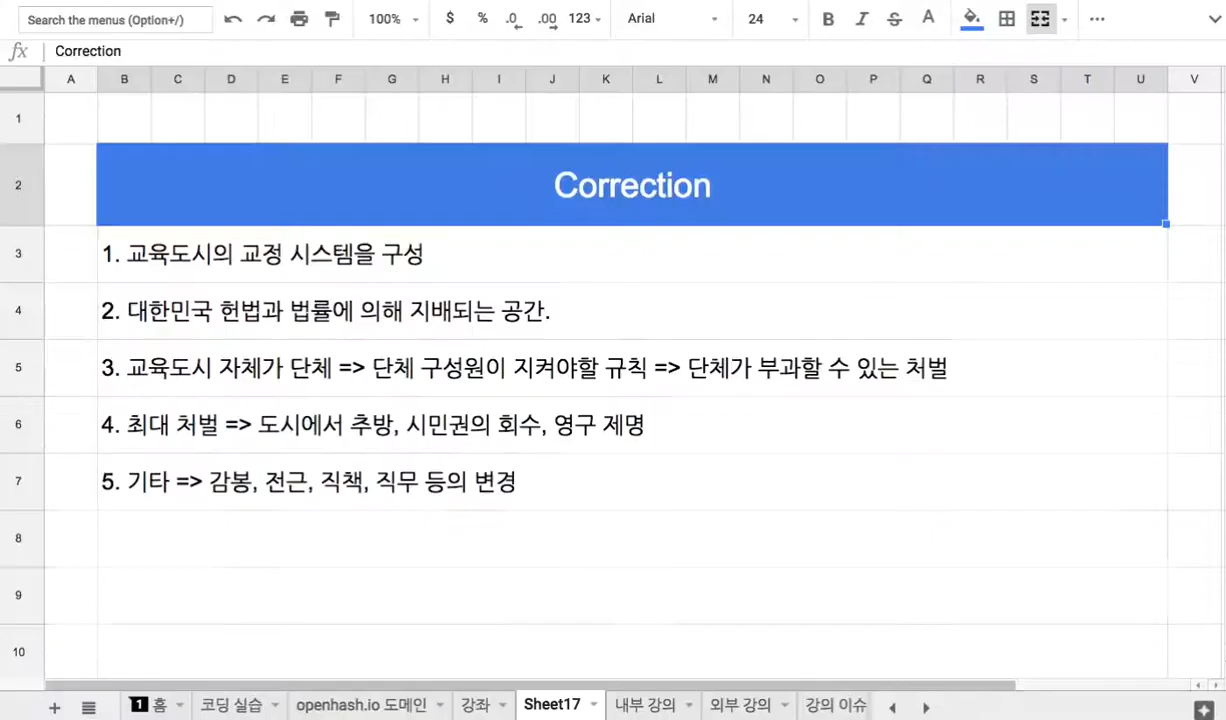 Search the menus (Option+/)
100%
$
%
.0
.00
123
Arial
24
B
I
S
A
fx
Correction
A B C D E F G H I J K L M N O P Q R S T U V
1
2
Correction
3
1. 교육도시의 교정 시스템을 구성
4
2. 대한민국 헌법과 법률에 의해 지배되는 공간.
5
3. 교육도시 자체가 단체 => 단체 구성원이 지켜야할 규칙 => 단체가 부과할 수 있는 처벌
6
4. 최대 처벌 => 도시에서 추방, 시민권의 회수, 영구 제명
7
5. 기타 => 감봉, 전근, 직책, 직무 등의 변경
8
9
10
1 홈
코딩 실습
openhash.io 도메인
강좌
Sheet17
내부 강의
외부 강의
강의 이슈